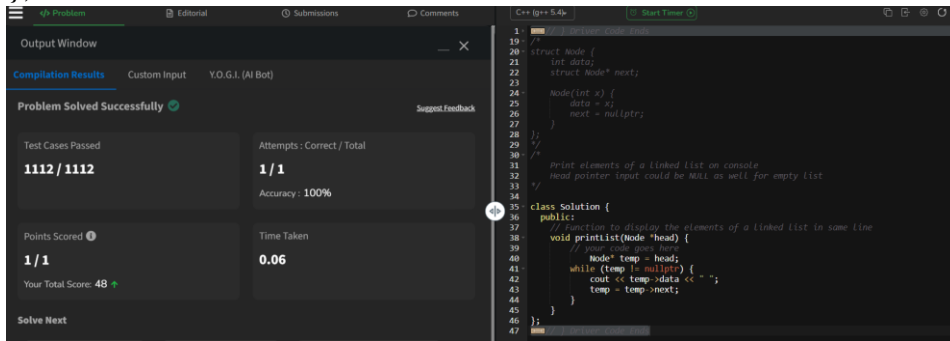 );
Problem Editorial Submissions Comments
Output Window
Compilation Results Custom Input Y.O.G.I. (AI Bot)
Problem Solved Successfully
Suggest Feedback
Test Cases Passed
1112 / 1112
Attempts : Correct / Total
1 / 1
Accuracy : 100%
Points Scored
1 / 1
Your Total Score: 48
Time Taken
0.06
Solve Next
C++ (g++ 5.4) Start Timer
1 // } Driver Code Ends
19 /*
20 struct Node {
21 int data;
22 struct Node* next;
23
24 Node(int x) {
25 data = x;
26 next = nullptr;
27 }
28 };
29 */
30 /*
31 Print elements of a linked list on console
32 Head pointer input could be NULL as well for empty list
33 */
34
35 class Solution {
36 public:
37 // Function to display the elements of a linked list in same line
38 void printList(Node *head) {
39 // your code goes here
40 Node* temp = head;
41 while (temp != nullptr) {
42 cout << temp->data << " ";
43 temp = temp->next;
44 }
45 }
46 };
47 // } Driver Code Ends